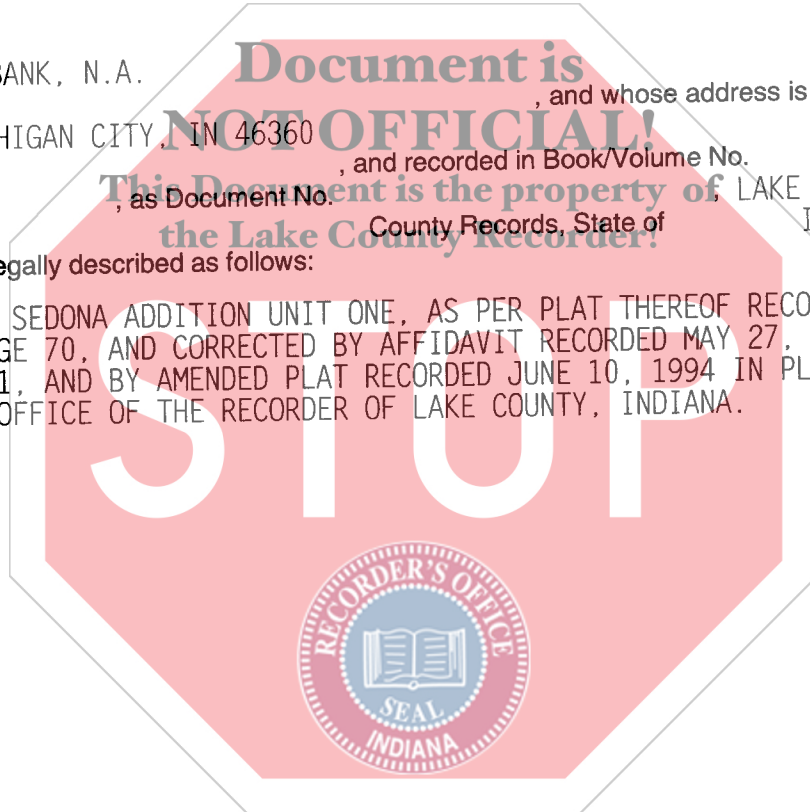 Document is
BANK, N.A.
, and whose address is
NOT OFFICIAL!
HIGAN CITY, IN 46360
, and recorded in Book/Volume No.
This Document is the property of
, as Document No. , LAKE
the Lake County Recorder!
County Records, State of
egally described as follows:
SEDONA ADDITION UNIT ONE, AS PER PLAT THEREOF RECO
GE 70, AND CORRECTED BY AFFIDAVIT RECORDED MAY 27,
1, AND BY AMENDED PLAT RECORDED JUNE 10, 1994 IN PL
OFFICE OF THE RECORDER OF LAKE COUNTY, INDIANA.
STOP
RECORDER'S OFFICE
SEAL
INDIANA